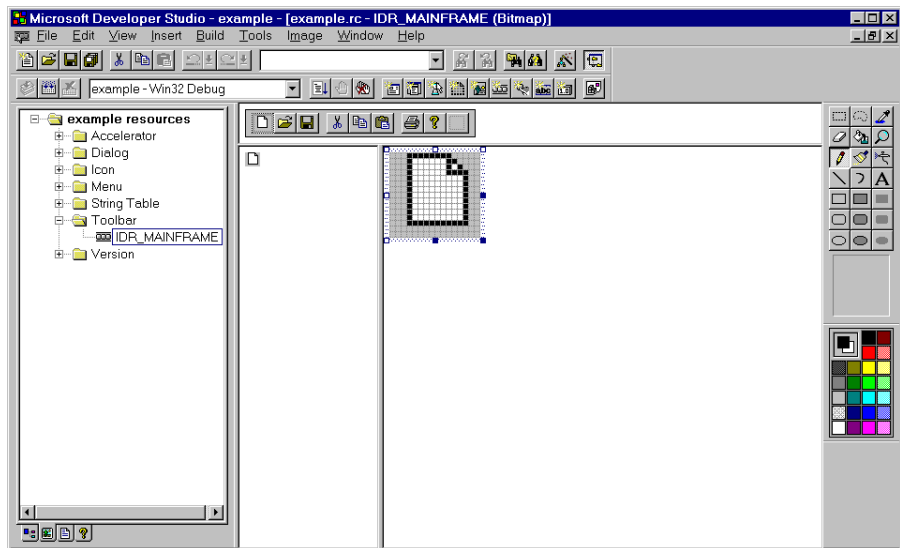 Microsoft Developer Studio - example - [example.rc - IDR_MAINFRAME (Bitmap)]
File Edit View Insert Build Tools Image Window Help
example - Win32 Debug
example resources
Accelerator
Dialog
Icon
Menu
String Table
Toolbar
IDR_MAINFRAME
Version